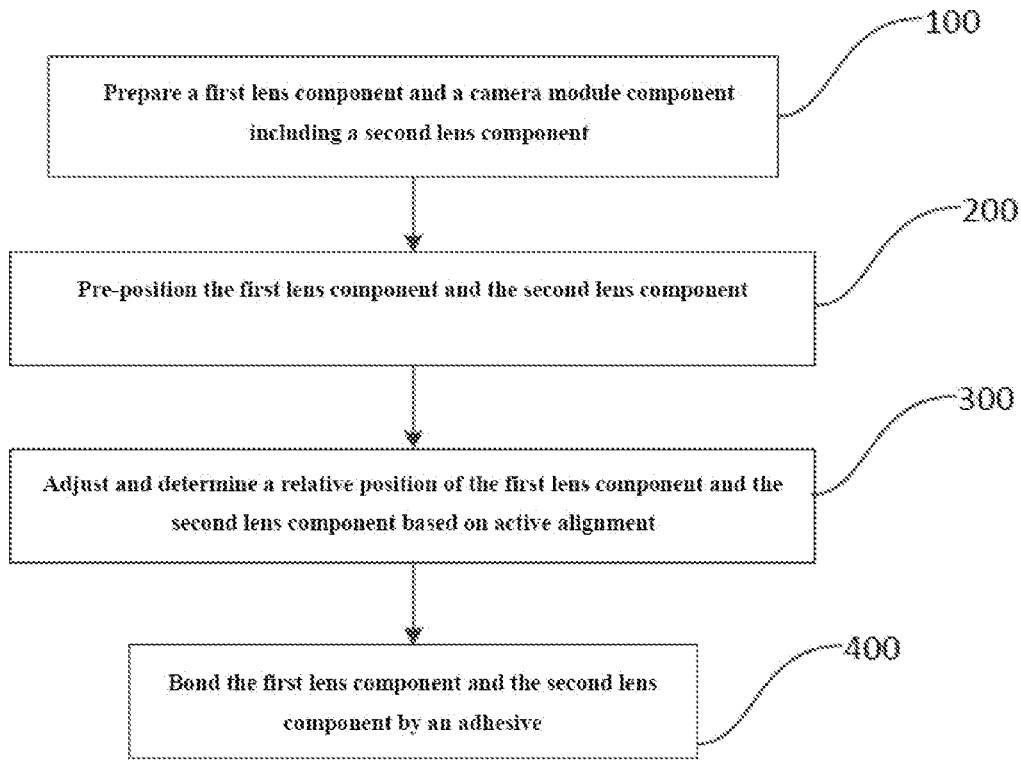 100
Prepare a first lens component and a camera module component
including a second lens component
200
Pre-position the first lens component and the second lens component
300
Adjust and determine a relative position of the first lens component and the
second lens component based on active alignment
400
Bond the first lens component and the second lens
component by an adhesive